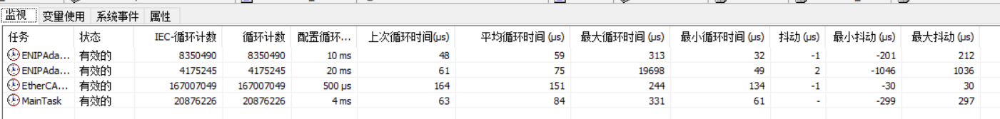 监视 变量使用 系统事件 属性
任务 状态 IEC-循环计数 循环计数 配置循环... 上次循环时间(µs) 平均循环时间 (µs) 最大循环时间 (µs) 最小循环时间 (µs) 抖动 (µs) 最小抖动 (µs) 最大抖动 (µs)
ENIPAda... 有效的 8350490 8350490 10 ms 48 59 313 32 -1 -201 212
ENIPAda... 有效的 4175245 4175245 20 ms 61 75 19698 49 2 -1046 1036
EtherCA... 有效的 167007049 167007049 500 µs 164 151 244 134 -1 -30 30
MainTask 有效的 20876226 20876226 4 ms 63 84 331 61 - -299 297